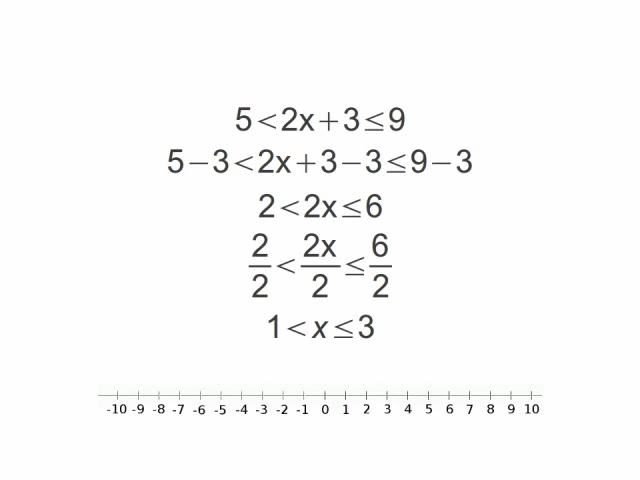 5<2x+3≤9
5−3<2x+3−3≤9−3
2<2x≤6
2/2<2x/2≤6/2
1<x≤3
-10 -9 -8 -7 -6 -5 -4 -3 -2 -1 0 1 2 3 4 5 6 7 8 9 10